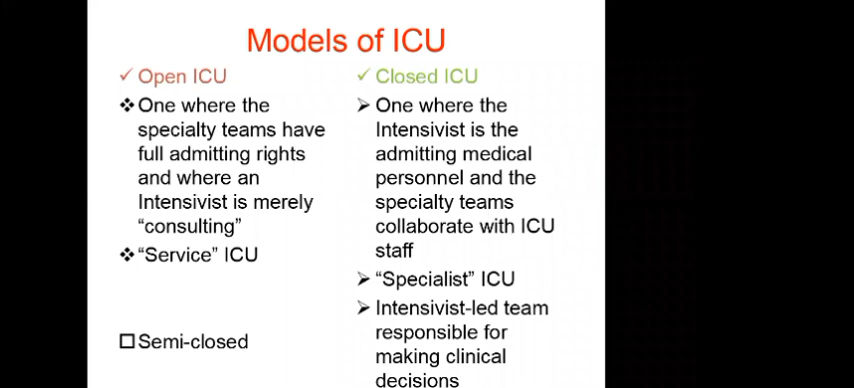 Models of ICU
✓ Open ICU
❖ One where the
specialty teams have
full admitting rights
and where an
Intensivist is merely
“consulting”
❖ “Service” ICU
☐ Semi-closed
✓ Closed ICU
➢ One where the
Intensivist is the
admitting medical
personnel and the
specialty teams
collaborate with ICU
staff
➢ “Specialist” ICU
➢ Intensivist-led team
responsible for
making clinical
decisions